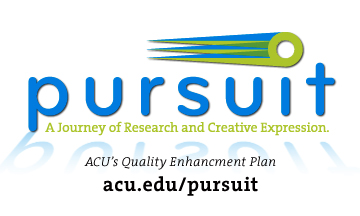 pursuit
A Journey of Research and Creative Expression.
ACU's Quality Enhancment Plan
acu.edu/pursuit